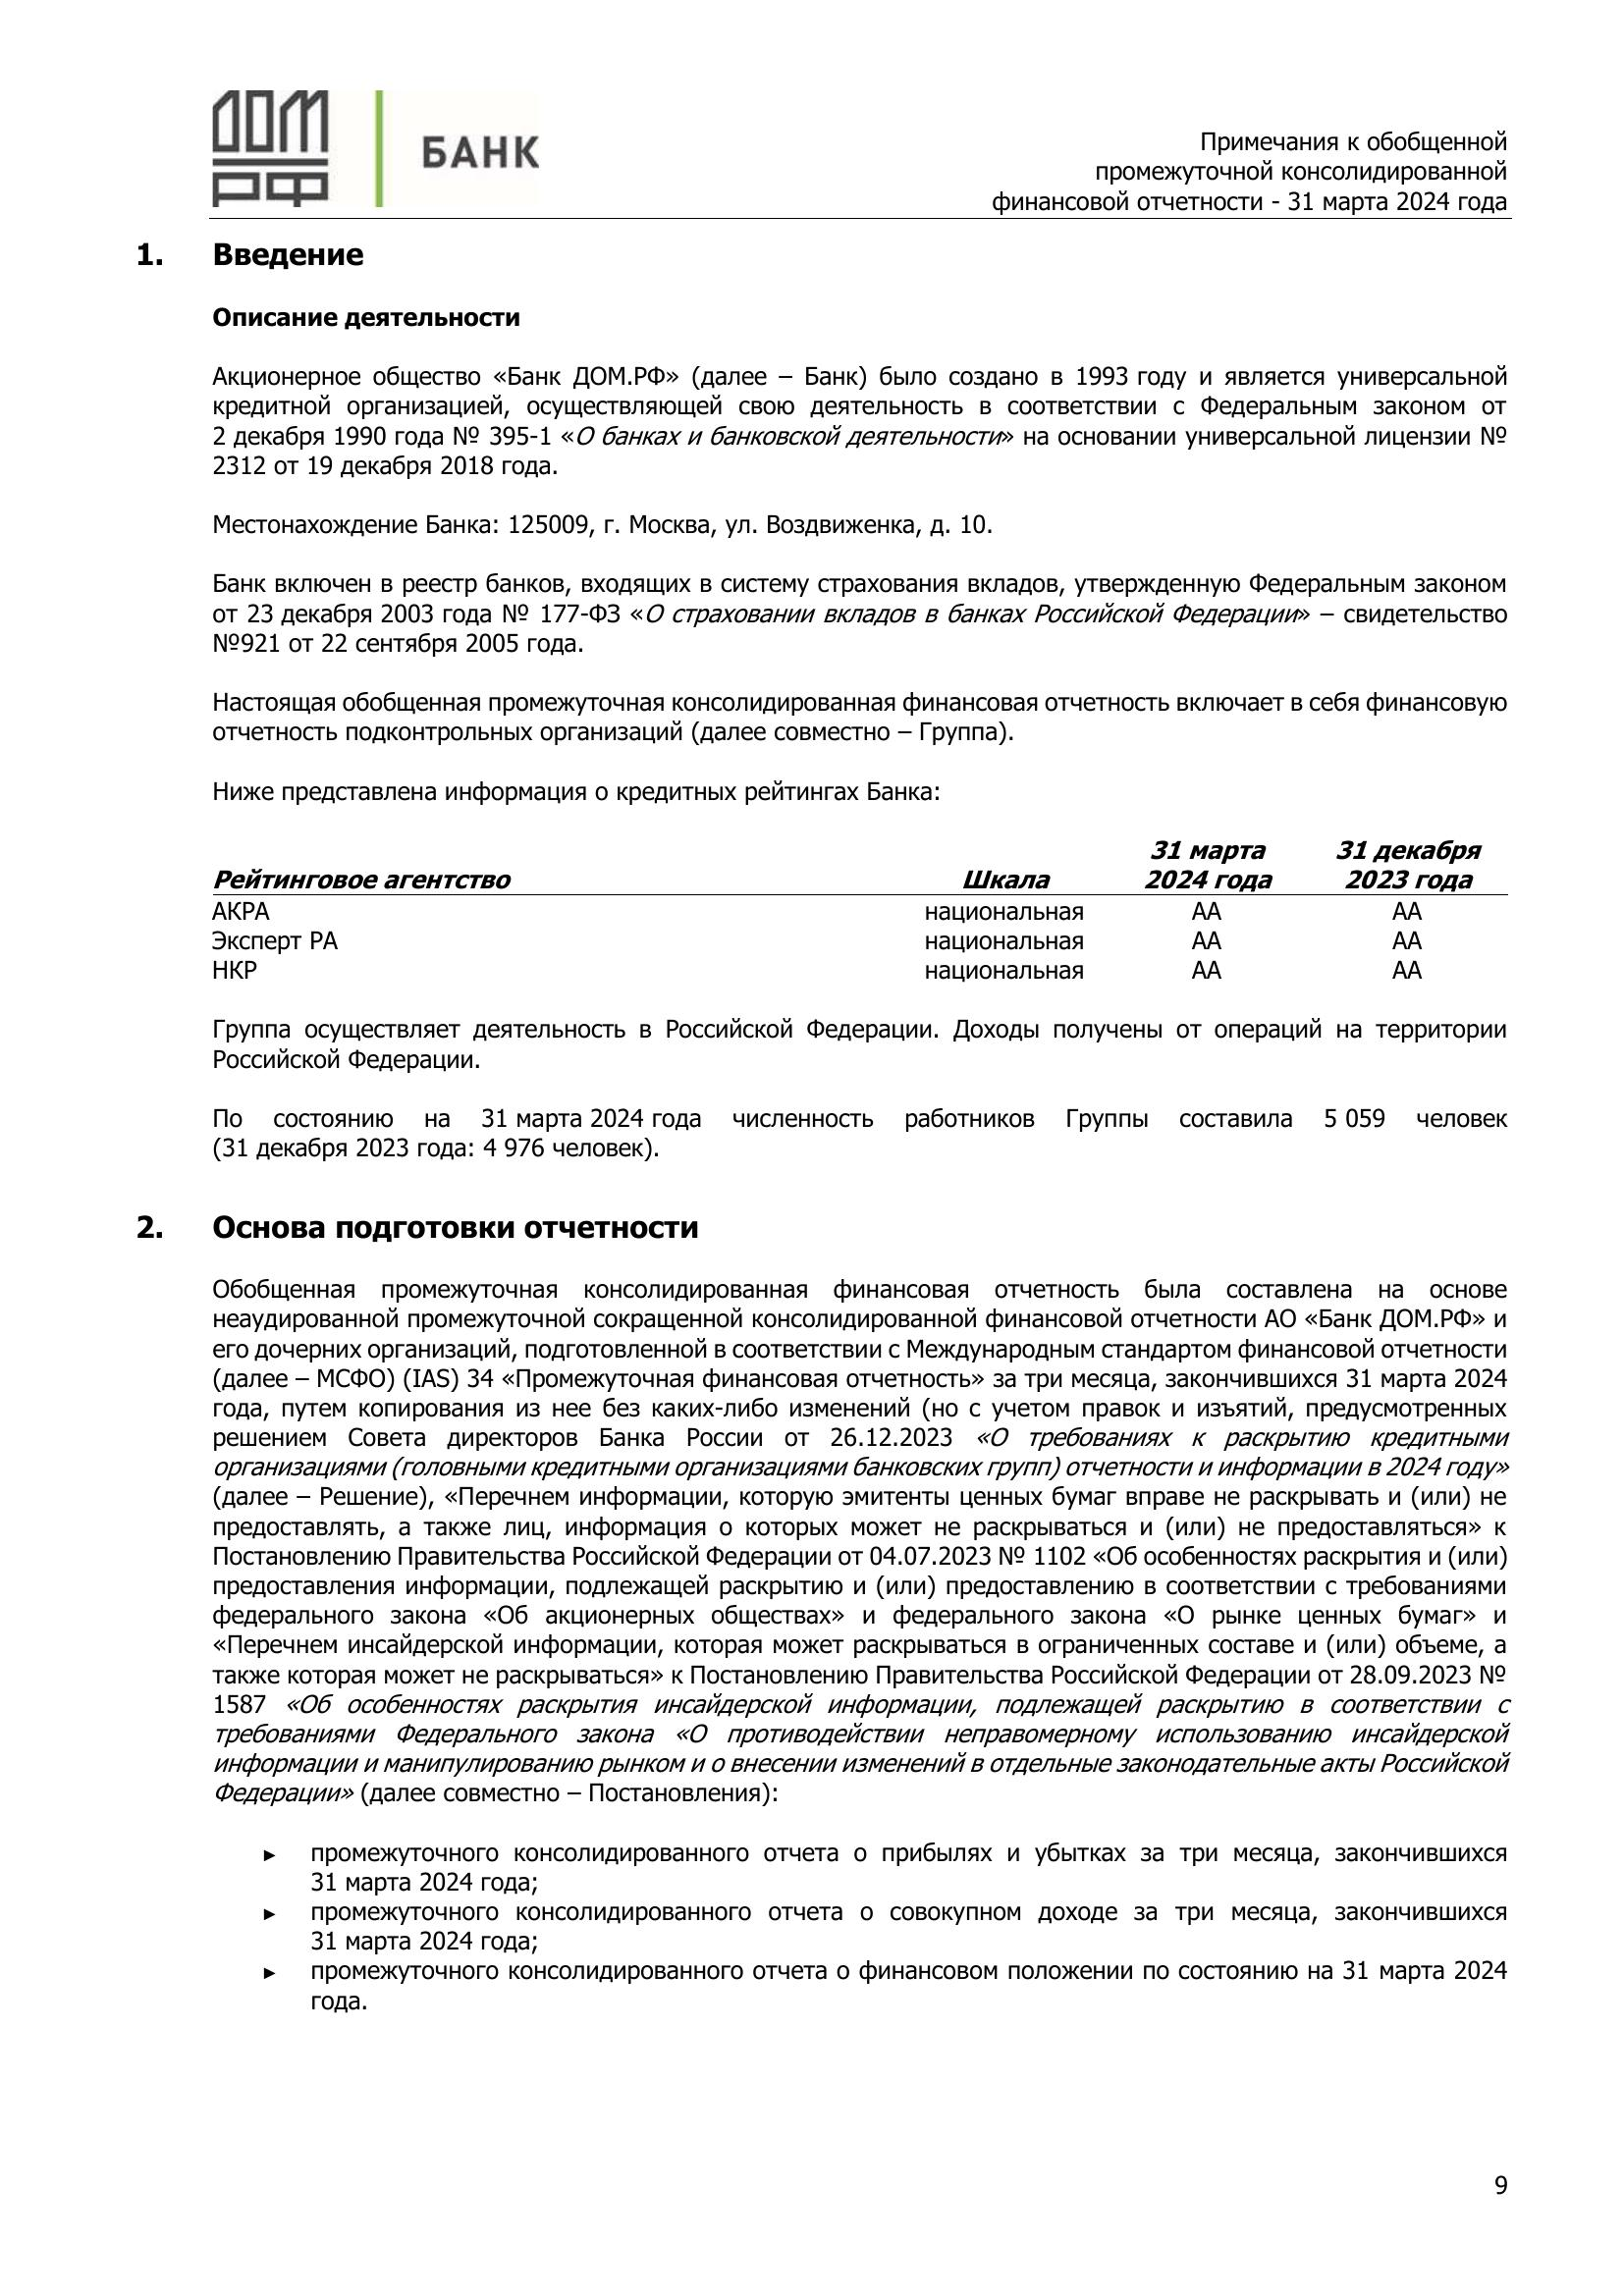 ДОМ
РФ
БАНК
Примечания к обобщенной
промежуточной консолидированной
финансовой отчетности - 31 марта 2024 года
1. Введение
Описание деятельности
Акционерное общество «Банк ДОМ.РФ» (далее – Банк) было создано в 1993 году и является универсальной
кредитной организацией, осуществляющей свою деятельность в соответствии с Федеральным законом от
2 декабря 1990 года № 395-1 «О банках и банковской деятельности» на основании универсальной лицензии №
2312 от 19 декабря 2018 года.
Местонахождение Банка: 125009, г. Москва, ул. Воздвиженка, д. 10.
Банк включен в реестр банков, входящих в систему страхования вкладов, утвержденную Федеральным законом
от 23 декабря 2003 года № 177-ФЗ «О страховании вкладов в банках Российской Федерации» – свидетельство
№921 от 22 сентября 2005 года.
Настоящая обобщенная промежуточная консолидированная финансовая отчетность включает в себя финансовую
отчетность подконтрольных организаций (далее совместно – Группа).
Ниже представлена информация о кредитных рейтингах Банка:
31 марта 31 декабря
Рейтинговое агентство Шкала 2024 года 2023 года
АКРА национальная АА АА
Эксперт РА национальная АА АА
НКР национальная АА АА
Группа осуществляет деятельность в Российской Федерации. Доходы получены от операций на территории
Российской Федерации.
По состоянию на 31 марта 2024 года численность работников Группы составила 5 059 человек
(31 декабря 2023 года: 4 976 человек).
2. Основа подготовки отчетности
Обобщенная промежуточная консолидированная финансовая отчетность была составлена на основе
неаудированной промежуточной сокращенной консолидированной финансовой отчетности АО «Банк ДОМ.РФ» и
его дочерних организаций, подготовленной в соответствии с Международным стандартом финансовой отчетности
(далее – МСФО) (IAS) 34 «Промежуточная финансовая отчетность» за три месяца, закончившихся 31 марта 2024
года, путем копирования из нее без каких-либо изменений (но с учетом правок и изъятий, предусмотренных
решением Совета директоров Банка России от 26.12.2023 «О требованиях к раскрытию кредитными
организациями (головными кредитными организациями банковских групп) отчетности и информации в 2024 году»
(далее – Решение), «Перечнем информации, которую эмитенты ценных бумаг вправе не раскрывать и (или) не
предоставлять, а также лиц, информация о которых может не раскрываться и (или) не предоставляться» к
Постановлению Правительства Российской Федерации от 04.07.2023 № 1102 «Об особенностях раскрытия и (или)
предоставления информации, подлежащей раскрытию и (или) предоставлению в соответствии с требованиями
федерального закона «Об акционерных обществах» и федерального закона «О рынке ценных бумаг» и
«Перечнем инсайдерской информации, которая может раскрываться в ограниченных составе и (или) объеме, а
также которая может не раскрываться» к Постановлению Правительства Российской Федерации от 28.09.2023 №
1587 «Об особенностях раскрытия инсайдерской информации, подлежащей раскрытию в соответствии с
требованиями Федерального закона «О противодействии неправомерному использованию инсайдерской
информации и манипулированию рынком и о внесении изменений в отдельные законодательные акты Российской
Федерации» (далее совместно – Постановления):
► промежуточного консолидированного отчета о прибылях и убытках за три месяца, закончившихся
31 марта 2024 года;
► промежуточного консолидированного отчета о совокупном доходе за три месяца, закончившихся
31 марта 2024 года;
► промежуточного консолидированного отчета о финансовом положении по состоянию на 31 марта 2024
года.
9